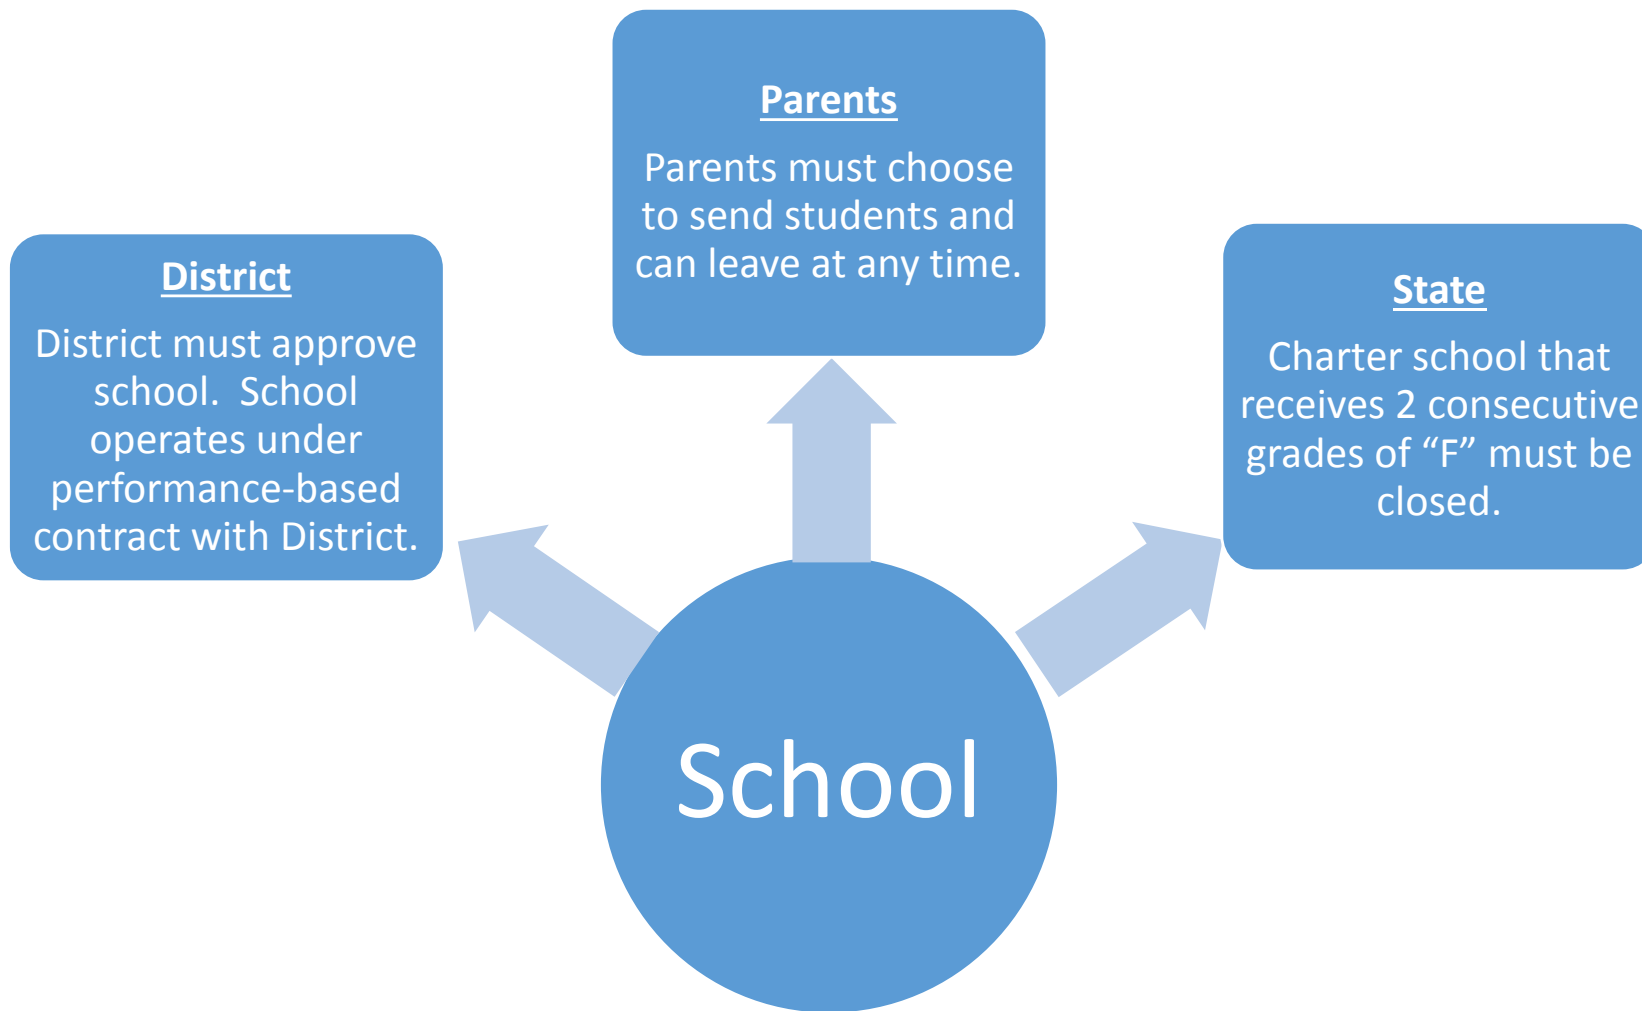 District
District must approve
school.  School
operates under
performance-based
contract with District.
Parents
Parents must choose
to send students and
can leave at any time.
State
Charter school that
receives 2 consecutive
grades of “F” must be
closed.
School